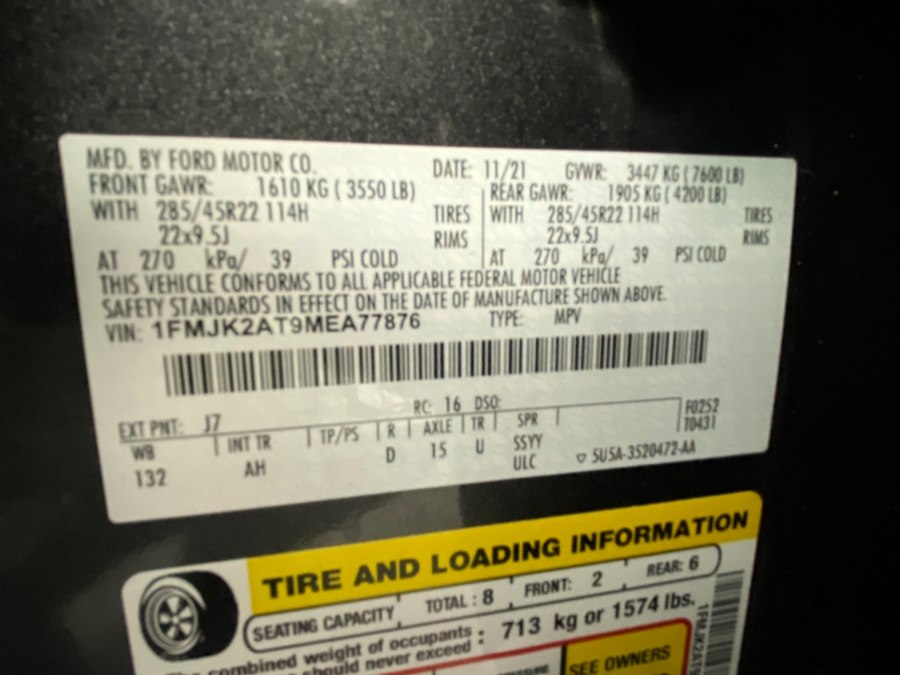 MFD. BY FORD MOTOR CO. DATE: 11/21 GVWR: 3447 KG ( 7600 LB)
FRONT GAWR: 1610 KG ( 3550 LB) REAR GAWR: 1905 KG ( 4200 LB)
WITH 285/45R22 114H TIRES WITH 285/45R22 114H TIRES
22x9.5J RIMS 22x9.5J RIMS
AT 270 kPa/ 39 PSI COLD AT 270 kPa/ 39 PSI COLD
THIS VEHICLE CONFORMS TO ALL APPLICABLE FEDERAL MOTOR VEHICLE
SAFETY STANDARDS IN EFFECT ON THE DATE OF MANUFACTURE SHOWN ABOVE.
VIN: 1FMJK2AT9MEA77876 TYPE: MPV
EXT PNT: J7 RC: 16 DSO: F0252
T0431
WB INT TR TP/PS R AXLE TR SPR
132 AH D 15 U SSYY
ULC ▽ 5U5A-3520472-AA
TIRE AND LOADING INFORMATION
SEATING CAPACITY TOTAL : 8 FRONT: 2 REAR: 6
The combined weight of occupants : 713 kg or 1574 lbs.
should never exceed :
SEE OWNERS
1FMJK2AT9